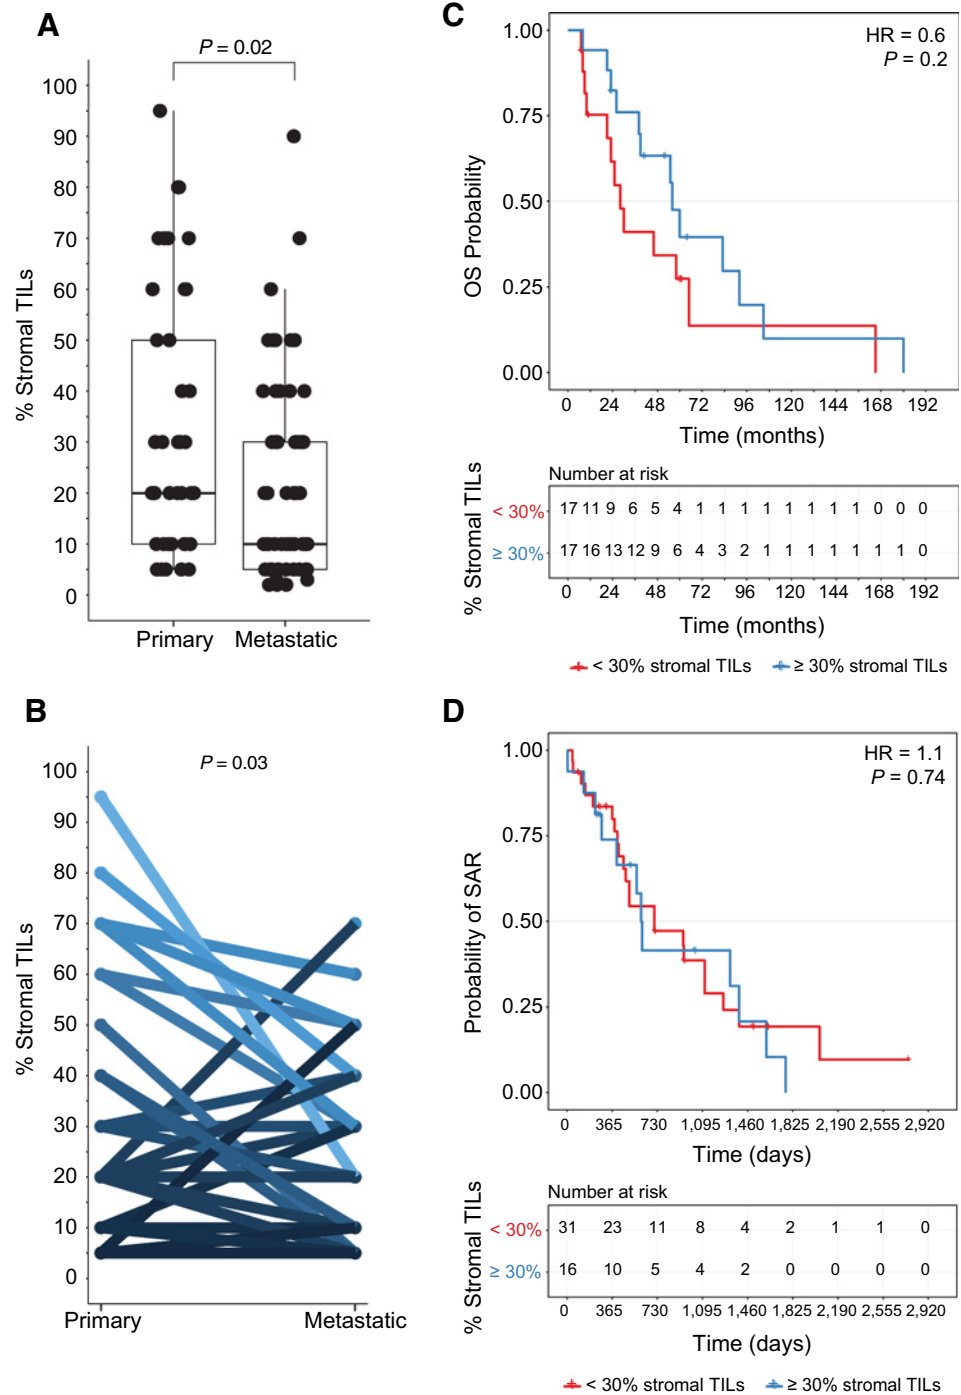 A
P = 0.02
% Stromal TILs
100
90
80
70
60
50
40
30
20
10
0
Primary Metastatic
B
P = 0.03
% Stromal TILs
100
90
80
70
60
50
40
30
20
10
0
Primary Metastatic
C
HR = 0.6
P = 0.2
OS Probability
1.00
0.75
0.50
0.25
0.00
0 24 48 72 96 120 144 168 192
Time (months)
Number at risk
% Stromal TILs
< 30% 17 11 9 6 5 4 1 1 1 1 1 1 1 1 0 0 0
≥ 30% 17 16 13 12 9 6 4 3 2 1 1 1 1 1 1 1 0
0 24 48 72 96 120 144 168 192
Time (months)
< 30% stromal TILs ≥ 30% stromal TILs
D
HR = 1.1
P = 0.74
Probability of SAR
1.00
0.75
0.50
0.25
0.00
0 365 730 1,095 1,460 1,825 2,190 2,555 2,920
Time (days)
Number at risk
% Stromal TILs
< 30% 31 23 11 8 4 2 1 1 0
≥ 30% 16 10 5 4 2 0 0 0 0
0 365 730 1,095 1,460 1,825 2,190 2,555 2,920
Time (days)
< 30% stromal TILs ≥ 30% stromal TILs